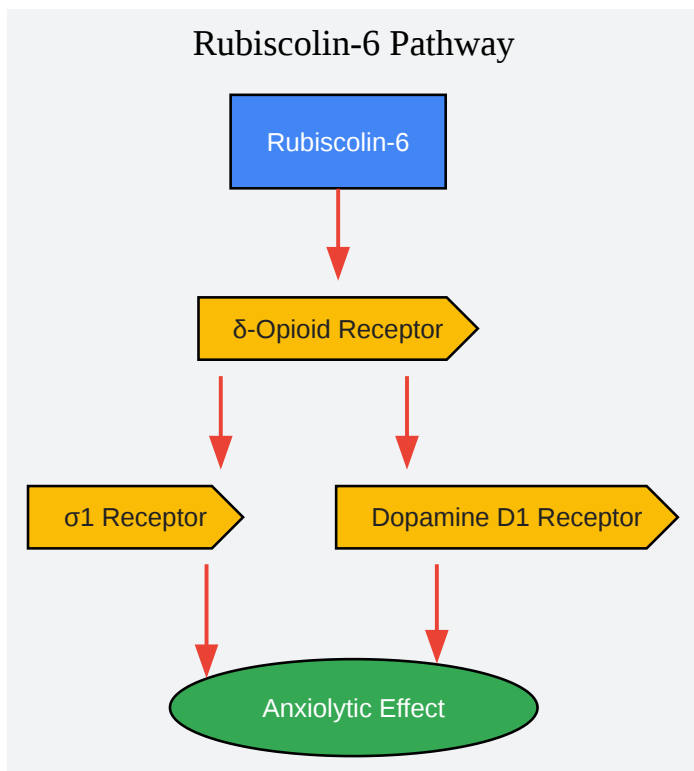 Rubiscolin-6 Pathway
Rubiscolin-6
δ-Opioid Receptor
σ1 Receptor
Dopamine D1 Receptor
Anxiolytic Effect